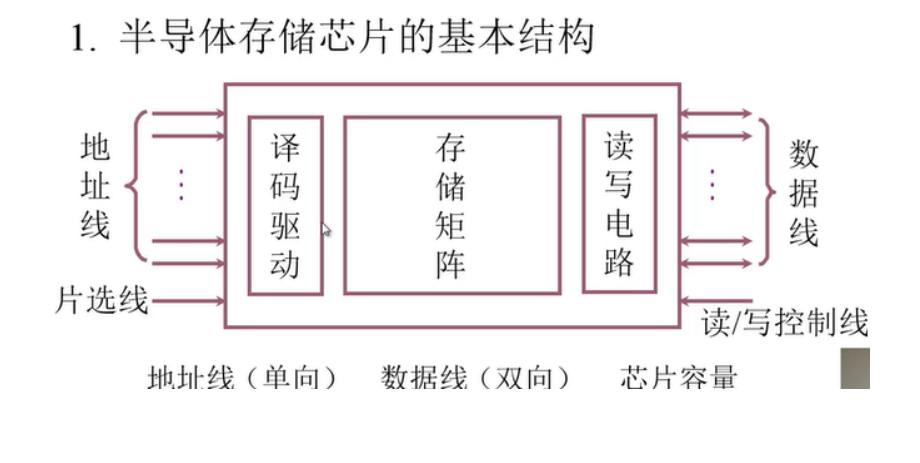 1. 半导体存储芯片的基本结构
地址线
译码驱动
存储矩阵
读写电路
数据线
片选线
读/写控制线
地址线（单向） 数据线（双向） 芯片容量